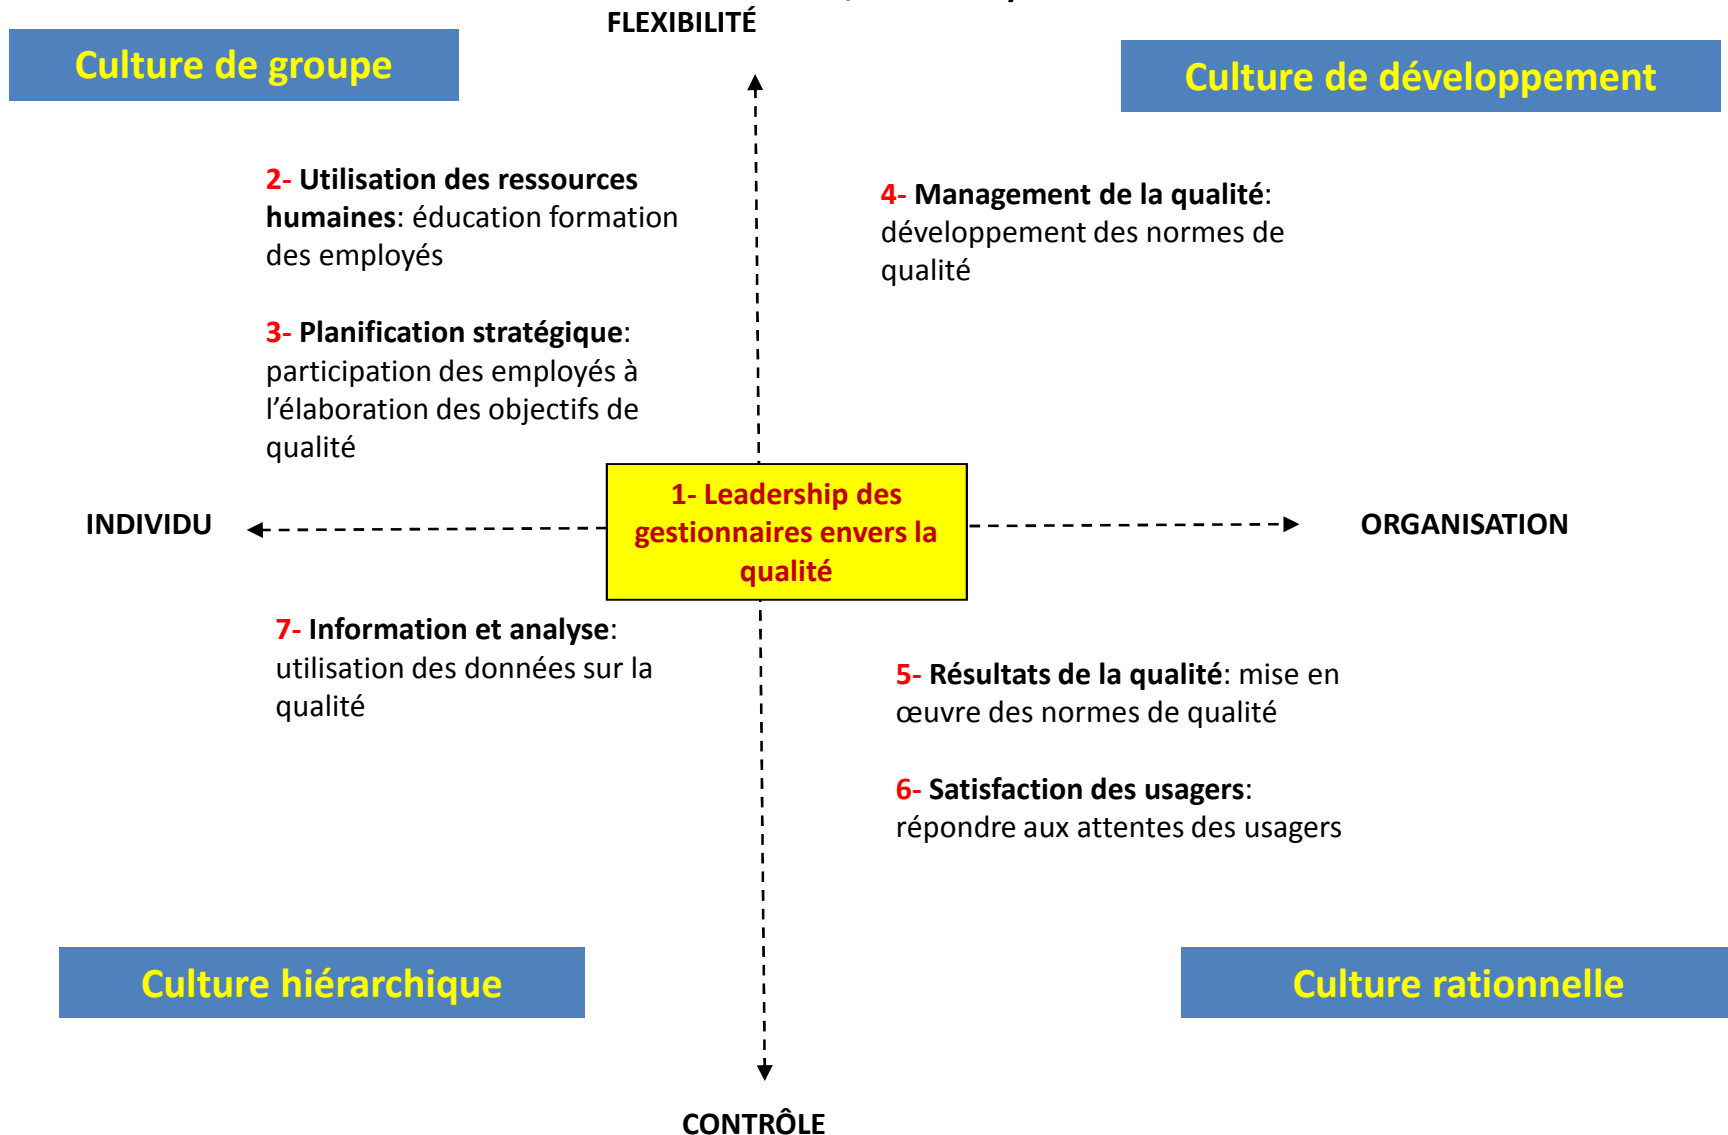 FLEXIBILITÉ
Culture de groupe
Culture de développement
2- Utilisation des ressources
humaines: éducation formation
des employés
4- Management de la qualité:
développement des normes de
qualité
3- Planification stratégique:
participation des employés à
l’élaboration des objectifs de
qualité
1- Leadership des
gestionnaires envers la
qualité
INDIVIDU
ORGANISATION
7- Information et analyse:
utilisation des données sur la
qualité
5- Résultats de la qualité: mise en
œuvre des normes de qualité
6- Satisfaction des usagers:
répondre aux attentes des usagers
Culture hiérarchique
Culture rationnelle
CONTRÔLE